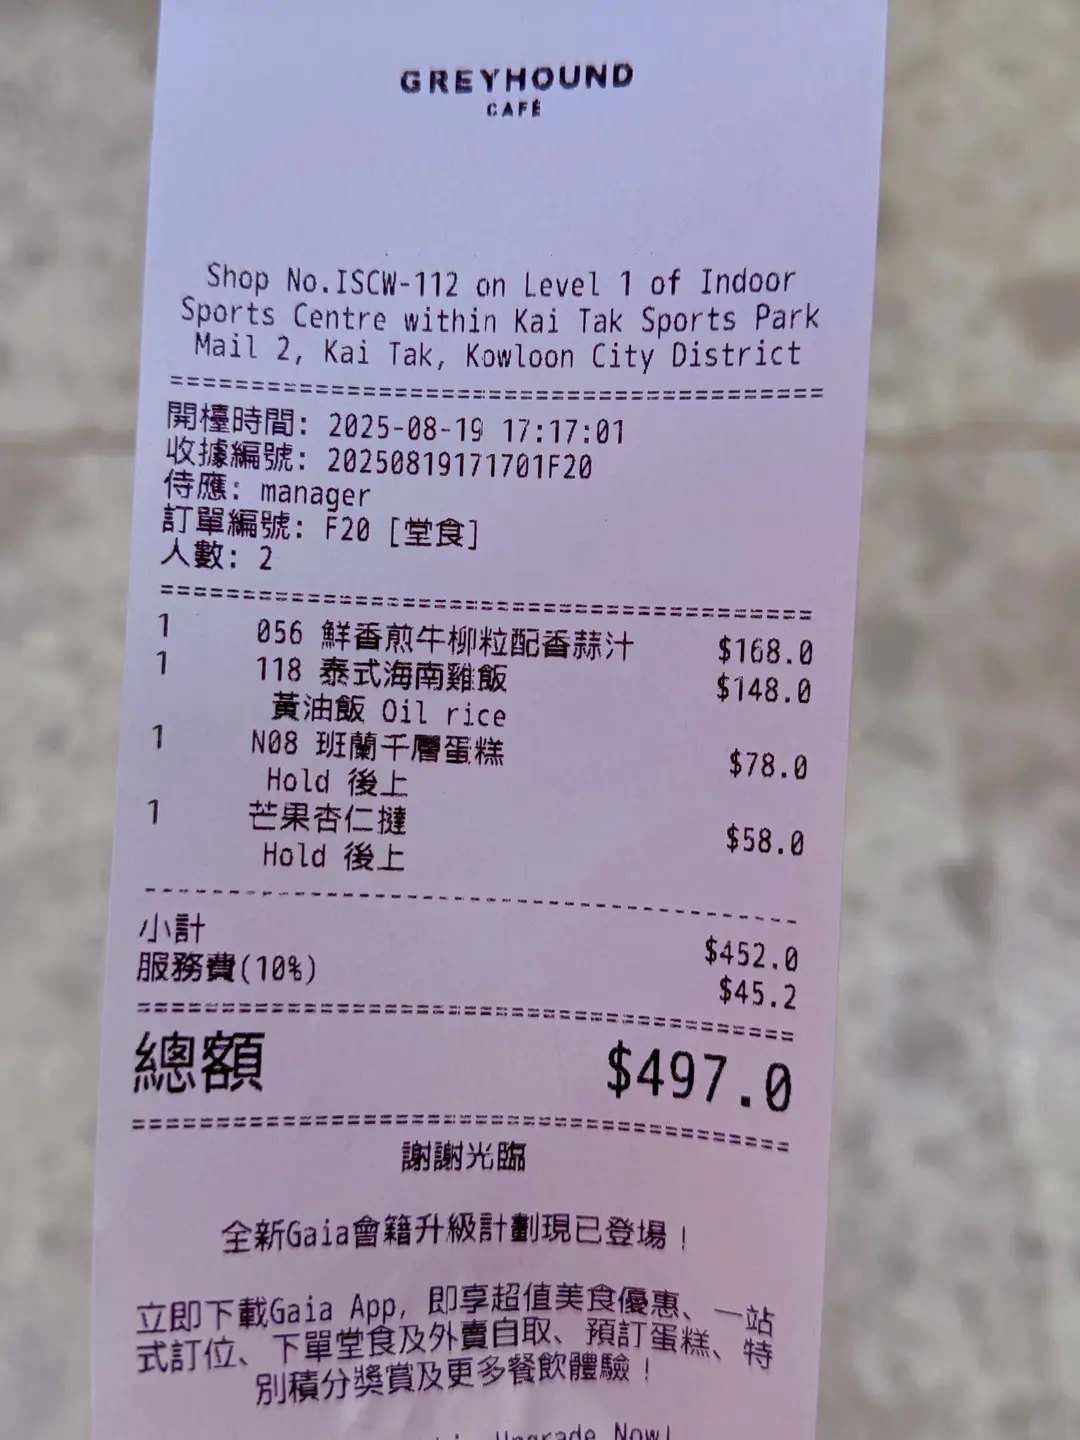 GREYHOUND
CAFÉ
Shop No.ISCW-112 on Level 1 of Indoor
Sports Centre within Kai Tak Sports Park
Mail 2, Kai Tak, Kowloon City District
開檯時間: 2025-08-19 17:17:01
收據編號: 20250819171701F20
侍應: manager
訂單編號: F20 [堂食]
人數: 2
1 056 鮮香煎牛柳粒配香蒜汁 $168.0
1 118 泰式海南雞飯 $148.0
黃油飯 Oil rice
1 N08 班蘭千層蛋糕 $78.0
Hold 後上
1 芒果杏仁撻 $58.0
Hold 後上
小計 $452.0
服務費(10%) $45.2
總額 $497.0
謝謝光臨
全新Gaia會籍升級計劃現已登場！
立即下載Gaia App, 即享超值美食優惠、一站
式訂位、下單堂食及外賣自取、預訂蛋糕、特
別積分獎賞及更多餐飲體驗！
Upgrade Now!